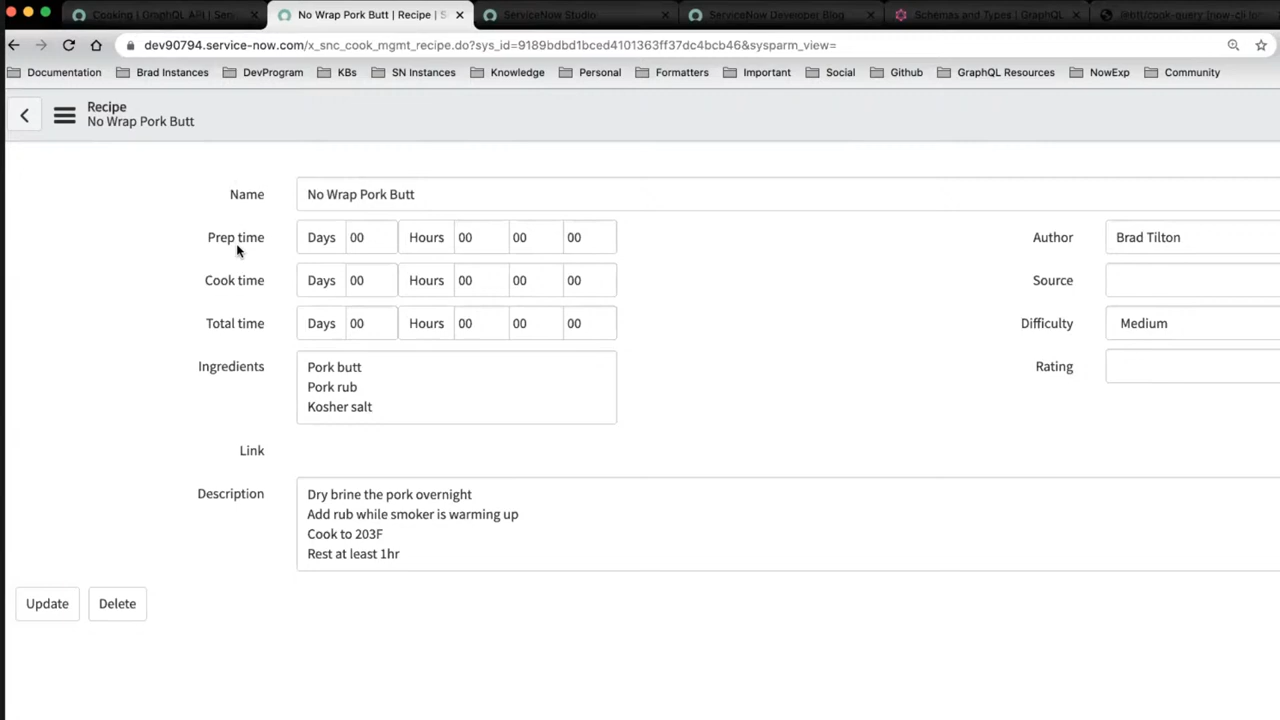 Cooking | GraphQL API | Ser
No Wrap Pork Butt | Recipe | S
ServiceNow Studio
ServiceNow Developer Blog
Schemas and Types | GraphQL
dev90794.service-now.com/x_snc_cook_mgmt_recipe.do?sys_id=9189bdbd1bced4101363ff37dc4bcb46&sysparm_view=
Documentation Brad Instances DevProgram KBs SN Instances Knowledge Personal Formatters Important Social Github GraphQL Resources NowExp Community
Recipe
No Wrap Pork Butt
Name No Wrap Pork Butt
Prep time Days 00 Hours 00 00 00 Author Brad Tilton
Cook time Days 00 Hours 00 00 00 Source
Total time Days 00 Hours 00 00 00 Difficulty Medium
Ingredients Pork butt Rating
Pork rub
Kosher salt
Link
Description Dry brine the pork overnight
Add rub while smoker is warming up
Cook to 203F
Rest at least 1hr
Update Delete